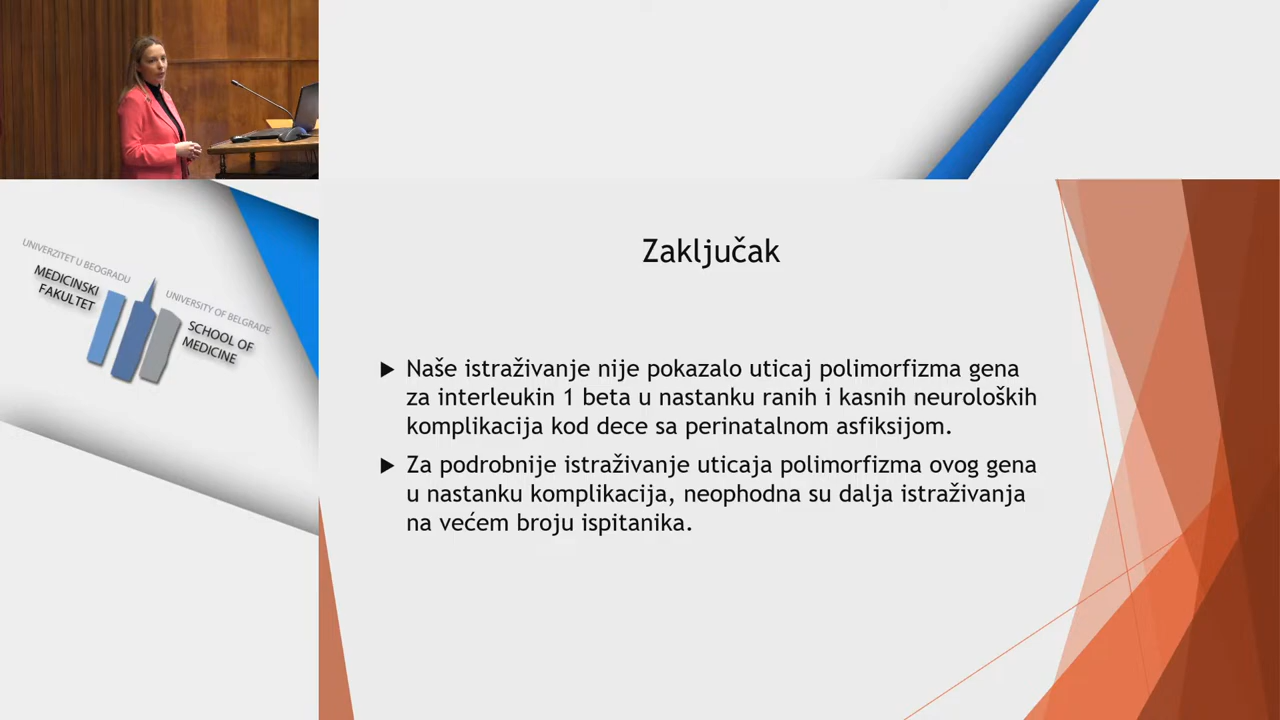 UNIVERZITET U BEOGRADU
MEDICINSKI
FAKULTET
UNIVERSITY OF BELGRADE
SCHOOL OF
MEDICINE
Zaključak
Naše istraživanje nije pokazalo uticaj polimorfizma gena
za interleukin 1 beta u nastanku ranih i kasnih neuroloških
komplikacija kod dece sa perinatalnom asfiksijom.
Za podrobnije istraživanje uticaja polimorfizma ovog gena
u nastanku komplikacija, neophodna su dalja istraživanja
na većem broju ispitanika.